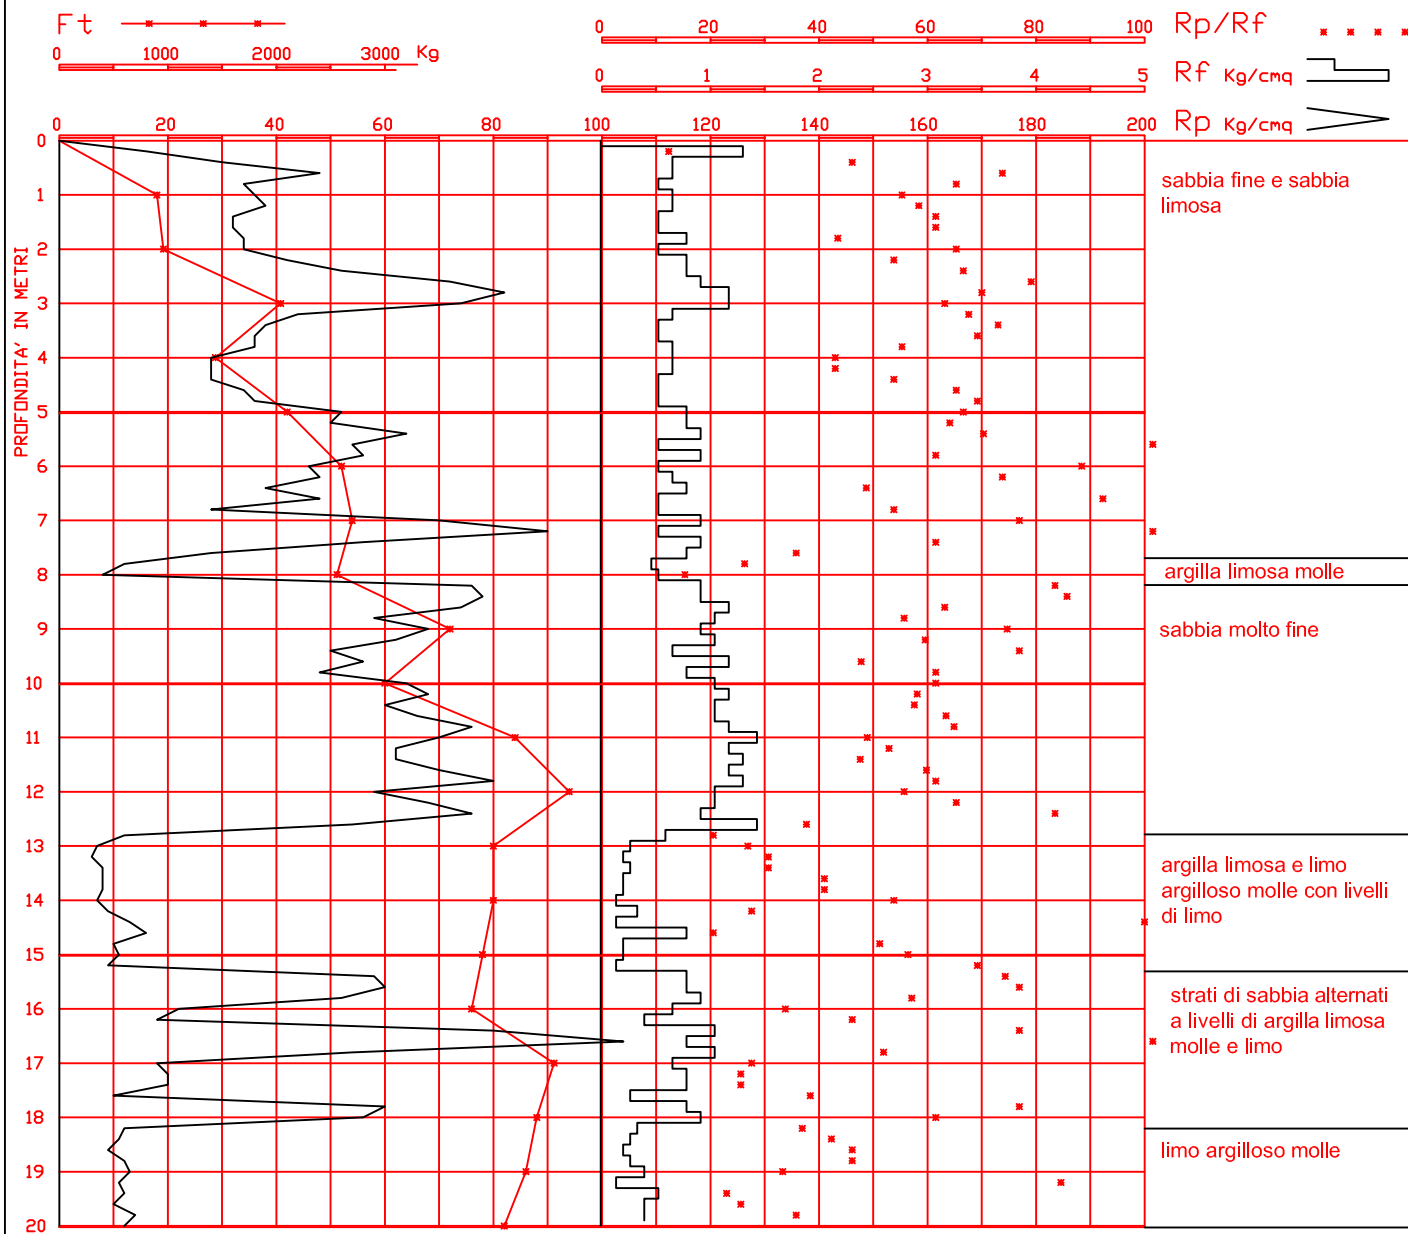 Ft
0 1000 2000 3000 Kg
0 20 40 60 80 100 Rp/Rf
0 1 2 3 4 5 Rf Kg/cmq
0 20 40 60 80 100 120 140 160 180 200 Rp Kg/cmq
PROFONDITA' IN METRI
0
1
2
3
4
5
6
7
8
9
10
11
12
13
14
15
16
17
18
19
20
sabbia fine e sabbia
limosa
argilla limosa molle
sabbia molto fine
argilla limosa e limo
argilloso molle con livelli
di limo
strati di sabbia alternati
a livelli di argilla limosa
molle e limo
limo argilloso molle